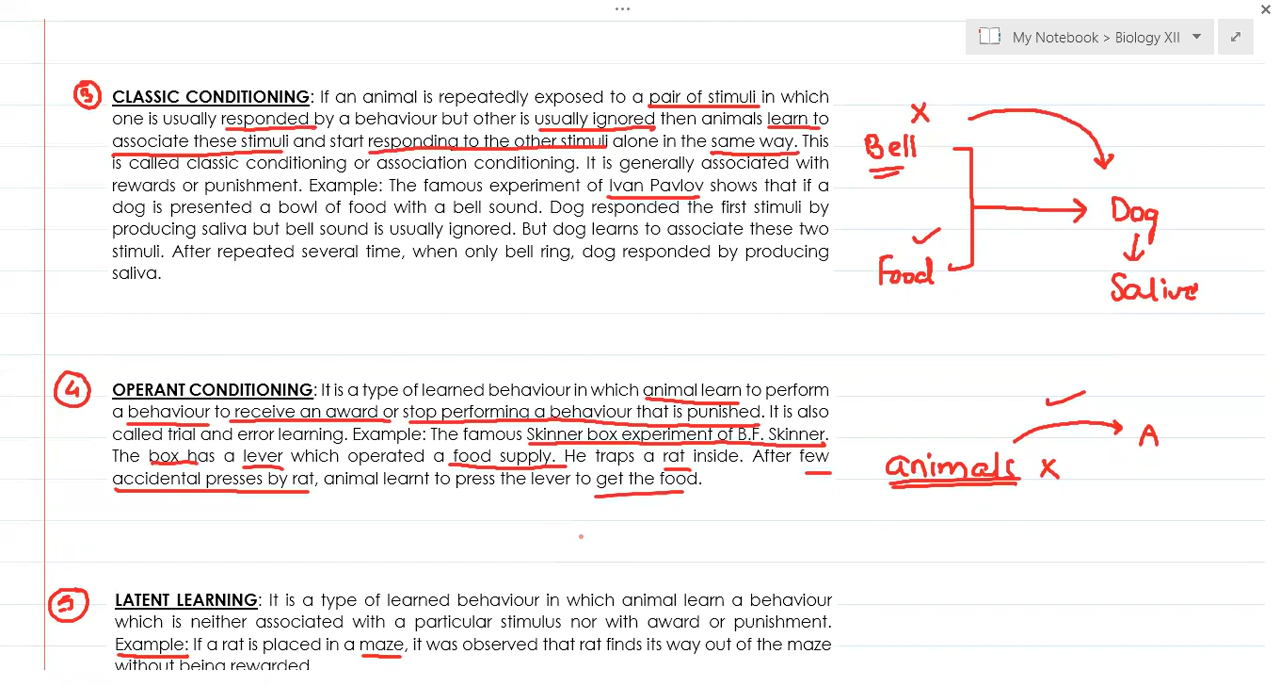 My Notebook > Biology XII
3 CLASSIC CONDITIONING: If an animal is repeatedly exposed to a pair of stimuli in which
one is usually responded by a behaviour but other is usually ignored then animals learn to
associate these stimuli and start responding to the other stimuli alone in the same way. This
is called classic conditioning or association conditioning. It is generally associated with
rewards or punishment. Example: The famous experiment of Ivan Pavlov shows that if a
dog is presented a bowl of food with a bell sound. Dog responded the first stimuli by
producing saliva but bell sound is usually ignored. But dog learns to associate these two
stimuli. After repeated several time, when only bell ring, dog responded by producing
saliva.
X
Bell
Food
Dog
Saliva
4 OPERANT CONDITIONING: It is a type of learned behaviour in which animal learn to perform
a behaviour to receive an award or stop performing a behaviour that is punished. It is also
called trial and error learning. Example: The famous Skinner box experiment of B.F. Skinner.
The box has a lever which operated a food supply. He traps a rat inside. After few
accidental presses by rat, animal learnt to press the lever to get the food.
A
animals X
5 LATENT LEARNING: It is a type of learned behaviour in which animal learn a behaviour
which is neither associated with a particular stimulus nor with award or punishment.
Example: If a rat is placed in a maze, it was observed that rat finds its way out of the maze
without being rewarded